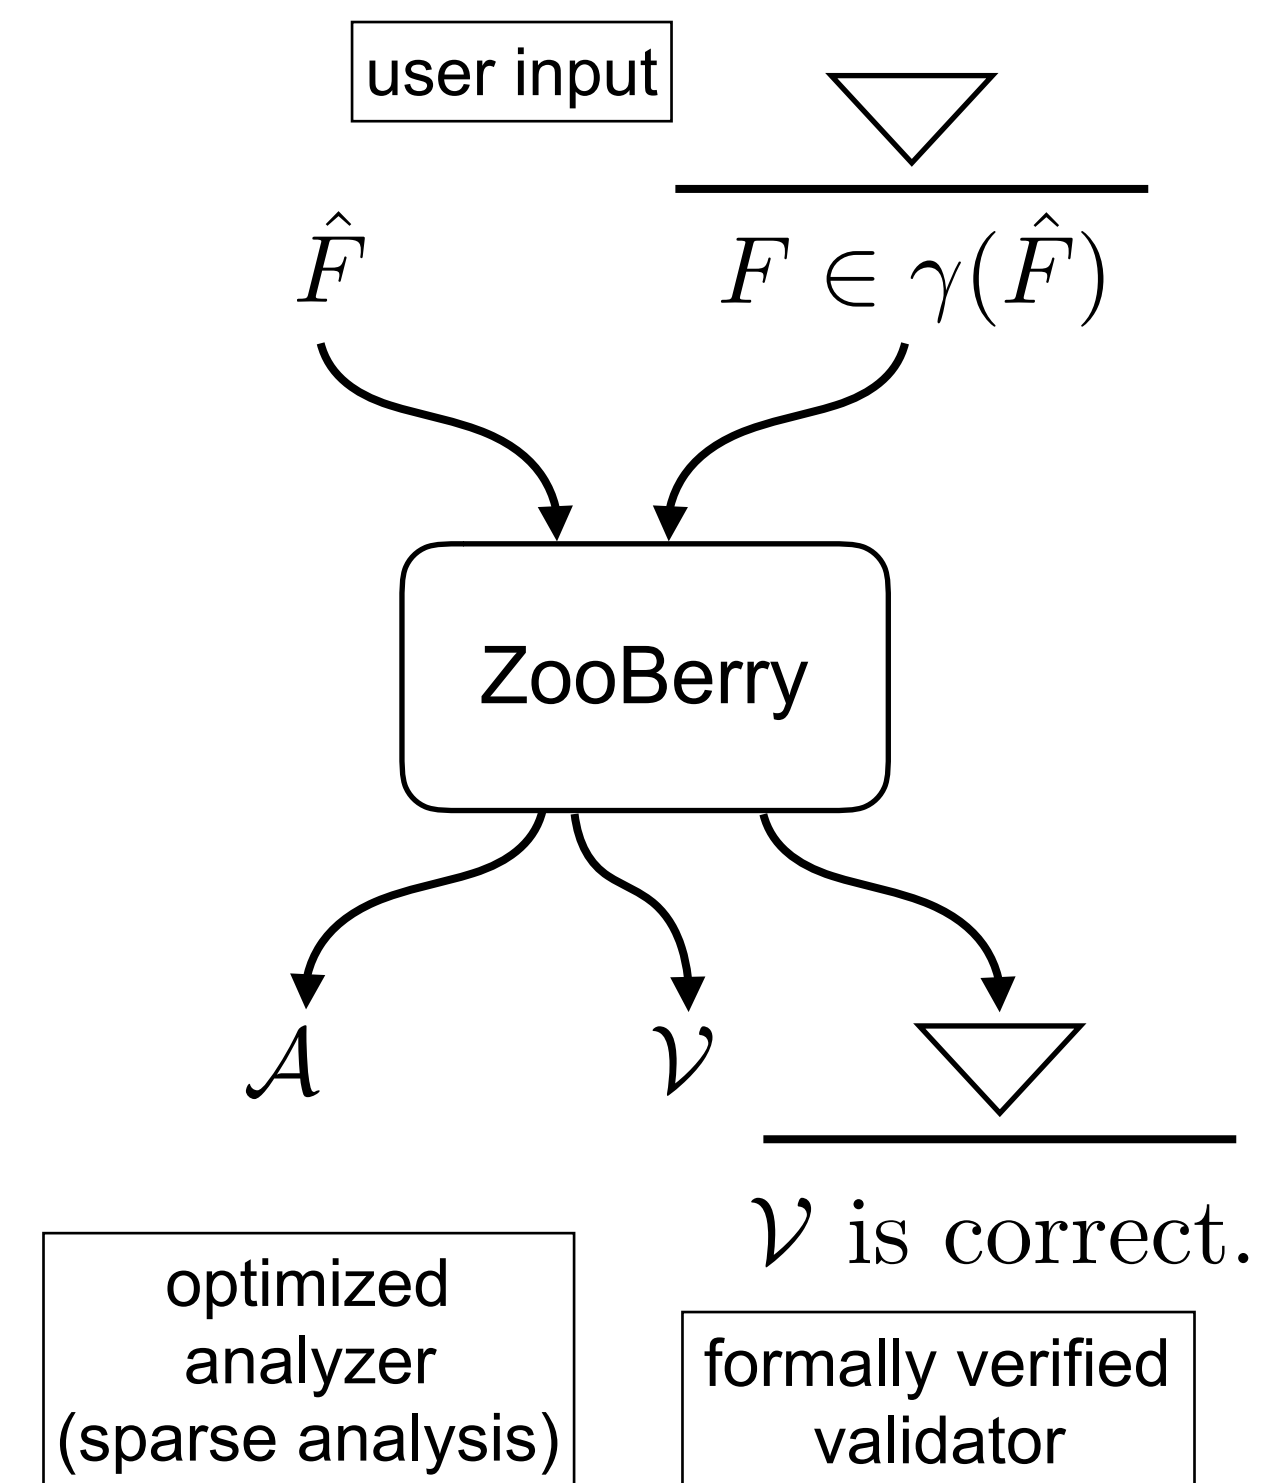 user input
F̂
F ∈ γ(F̂)
ZooBerry
𝒜
𝒱
𝒱 is correct.
optimized
analyzer
(sparse analysis)
formally verified
validator